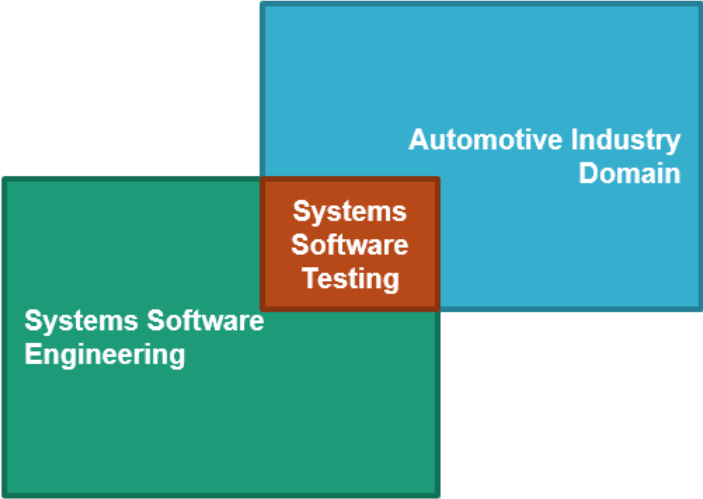 Automotive Industry
Domain
Systems
Software
Testing
Systems Software
Engineering